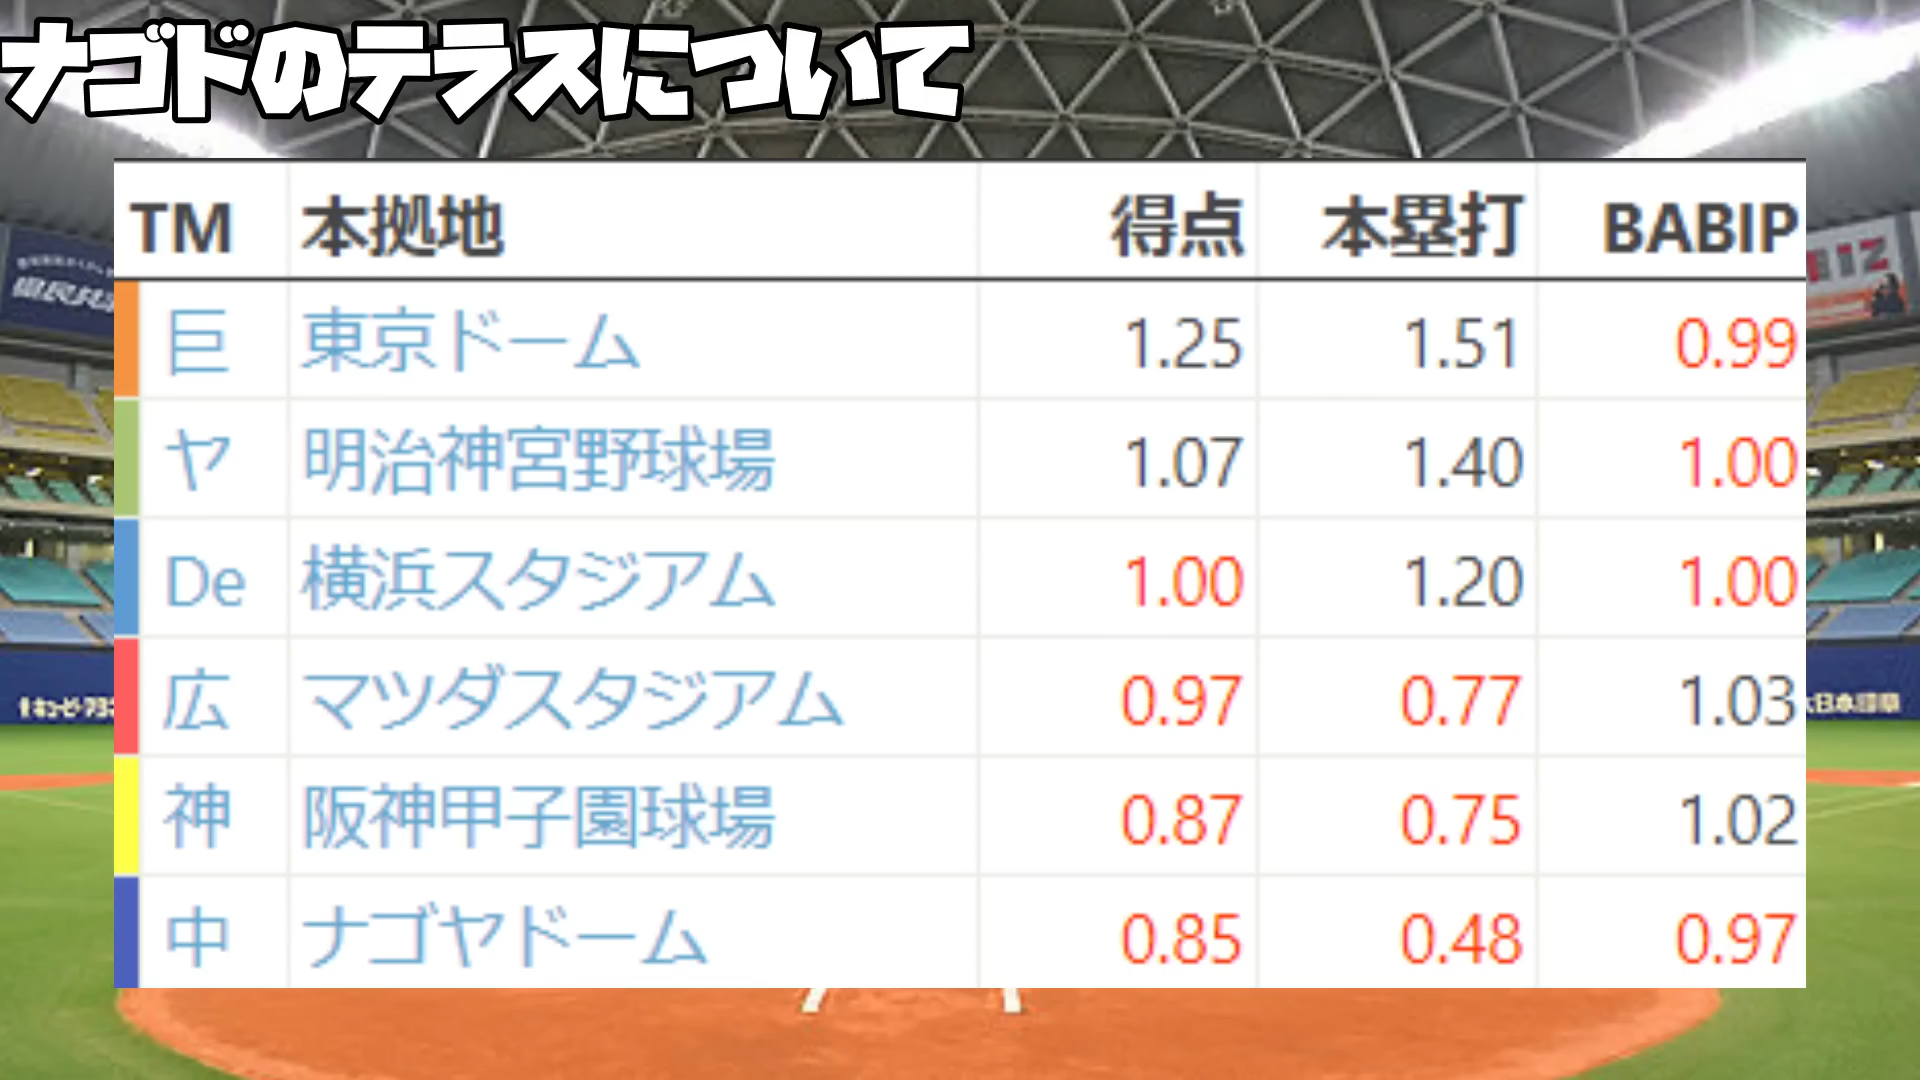 ナゴドのテラスについて
TM 本拠地 得点 本塁打 BABIP
巨 東京ドーム 1.25 1.51 0.99
ヤ 明治神宮野球場 1.07 1.40 1.00
De 横浜スタジアム 1.00 1.20 1.00
広 マツダスタジアム 0.97 0.77 1.03
神 阪神甲子園球場 0.87 0.75 1.02
中 ナゴヤドーム 0.85 0.48 0.97